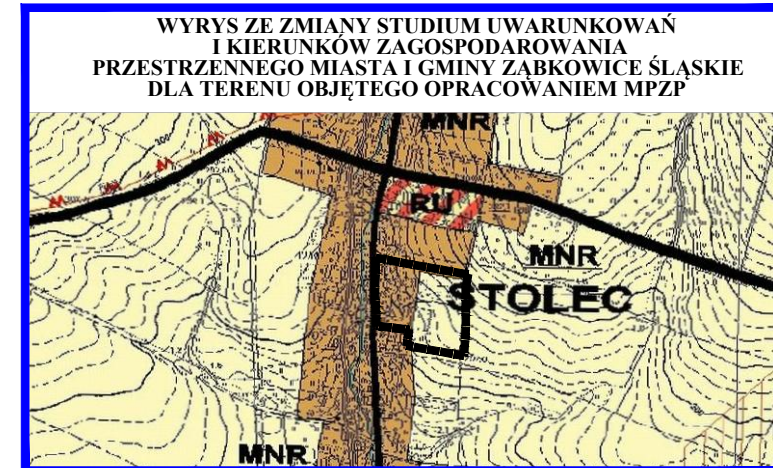 WYRYS ZE ZMIANY STUDIUM UWARUNKOWAŃ
I KIERUNKÓW ZAGOSPODAROWANIA
PRZESTRZENNEGO MIASTA I GMINY ZĄBKOWICE ŚLĄSKIE
DLA TERENU OBJĘTEGO OPRACOWANIEM MPZP
MNR
RU
MNR
STOLEC
MNR